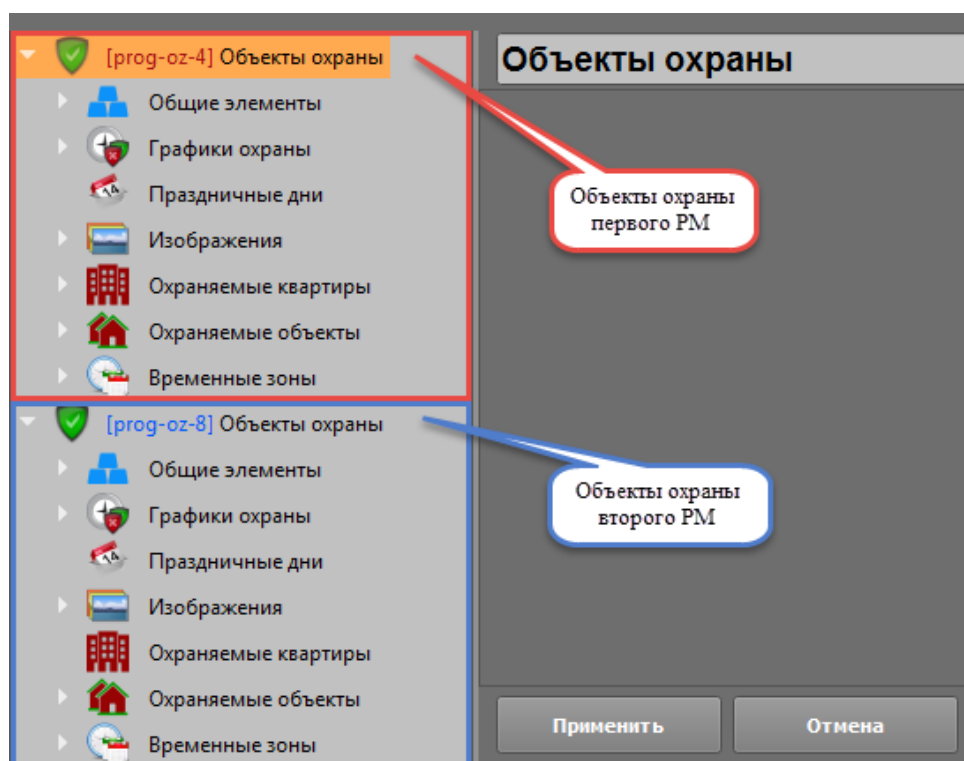 [prog-oz-4] Объекты охраны
Общие элементы
Графики охраны
Праздничные дни
Изображения
Охраняемые квартиры
Охраняемые объекты
Временные зоны
[prog-oz-8] Объекты охраны
Общие элементы
Графики охраны
Праздничные дни
Изображения
Охраняемые квартиры
Охраняемые объекты
Временные зоны
Объекты охраны
Объекты охраны
первого РМ
Объекты охраны
второго РМ
Применить
Отмена